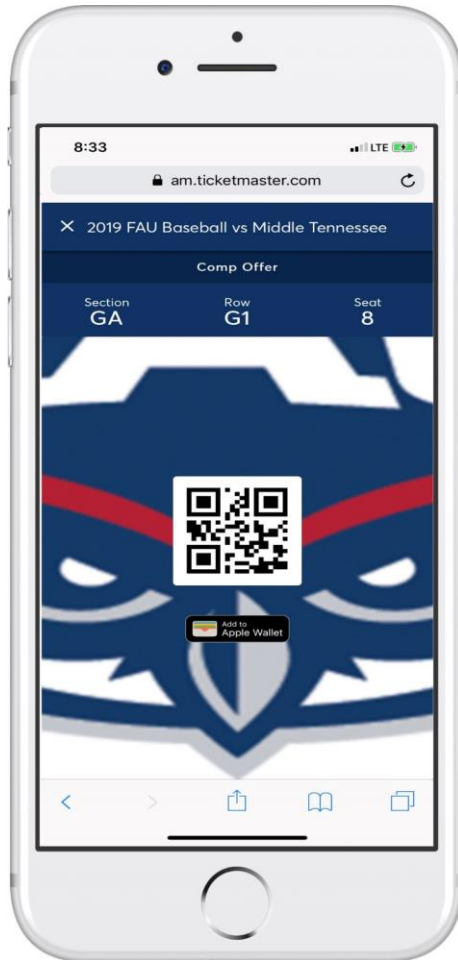 8:33 LTE
am.ticketmaster.com
2019 FAU Baseball vs Middle Tennessee
Comp Offer
Section Row Seat
GA G1 8
Add to
Apple Wallet